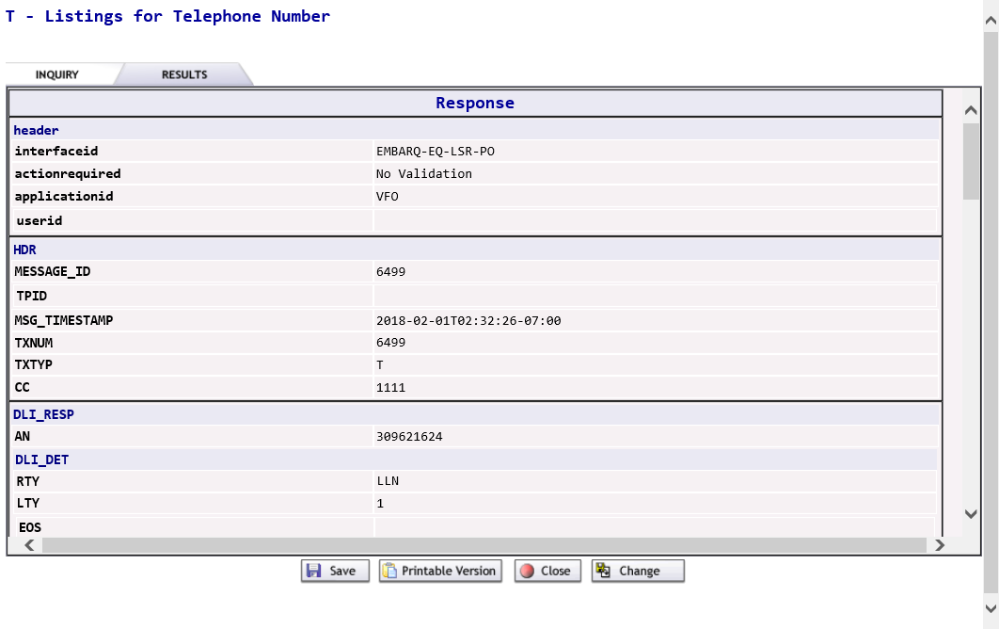 T - Listings for Telephone Number
INQUIRY RESULTS
Response
header
interfaceid EMBARQ-EQ-LSR-PO
actionrequired No Validation
applicationid VFO
userid
HDR
MESSAGE_ID 6499
TPID
MSG_TIMESTAMP 2018-02-01T02:32:26-07:00
TXNUM 6499
TXTYP T
CC 1111
DLI_RESP
AN 309621624
DLI_DET
RTY LLN
LTY 1
EOS
Save Printable Version Close Change